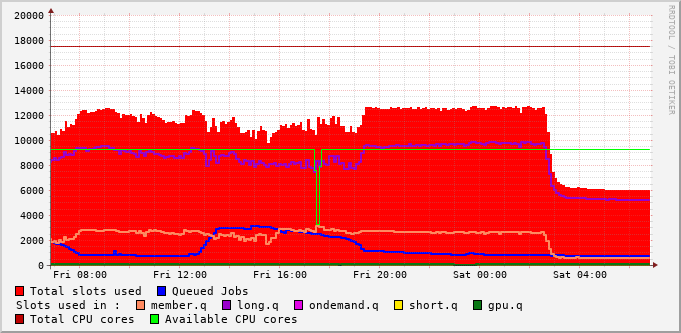 RRDTOOL / TOBI OETIKER
20000
18000
16000
14000
12000
10000
8000
6000
4000
2000
0
Fri 08:00 Fri 12:00 Fri 16:00 Fri 20:00 Sat 00:00 Sat 04:00
Total slots used Queued Jobs
Slots used in : member.q long.q ondemand.q short.q gpu.q
Total CPU cores Available CPU cores